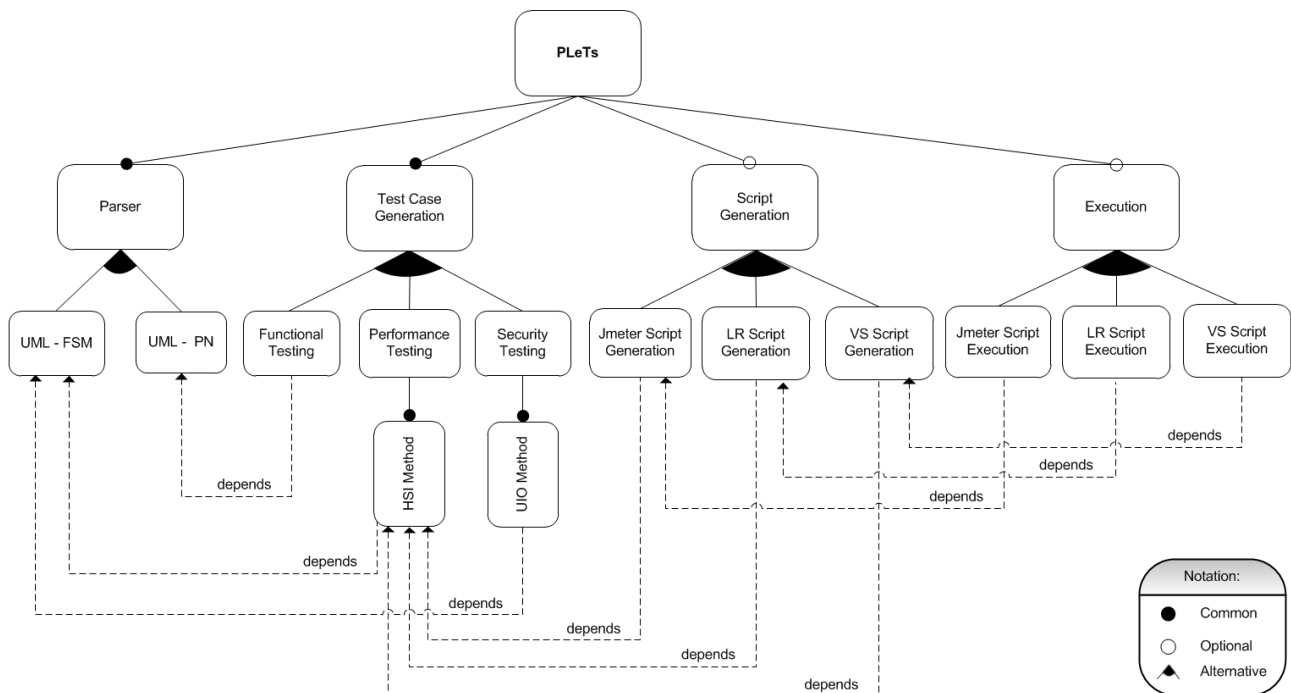 PLeTs
Parser
Test Case
Generation
Script
Generation
Execution
UML - FSM
UML - PN
Functional
Testing
Performance
Testing
Security
Testing
Jmeter Script
Generation
LR Script
Generation
VS Script
Generation
Jmeter Script
Execution
LR Script
Execution
VS Script
Execution
HSI Method
UIO Method
depends
depends
depends
depends
depends
depends
depends
depends
depends
Notation:
Common
Optional
Alternative